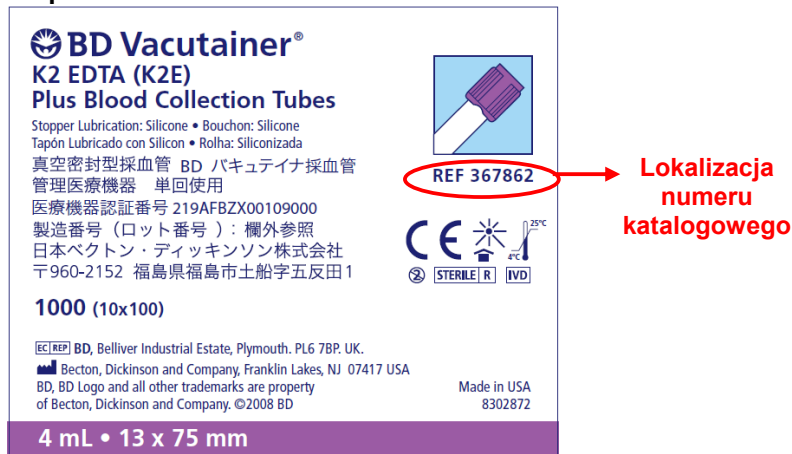 BD Vacutainer®
K2 EDTA (K2E)
Plus Blood Collection Tubes
Stopper Lubrication: Silicone • Bouchon: Silicone
Tapón Lubricado con Silicon • Rolha: Siliconizada
真空密封型採血管 BD バキュテイナ採血管
管理医療機器 単回使用
医療機器認証番号 219AFBZX00109000
製造番号（ロット番号）：欄外参照
日本ベクトン・ディッキンソン株式会社
〒960-2152 福島県福島市土船字五反田1
1000 (10x100)
REF 367862
Lokalizacja
numeru
katalogowego
CE
25°C
4°C
2 STERILE R IVD
EC REP BD, Belliver Industrial Estate, Plymouth. PL6 7BP. UK.
Becton, Dickinson and Company, Franklin Lakes, NJ 07417 USA
BD, BD Logo and all other trademarks are property
of Becton, Dickinson and Company. ©2008 BD
Made in USA
8302872
4 mL • 13 x 75 mm